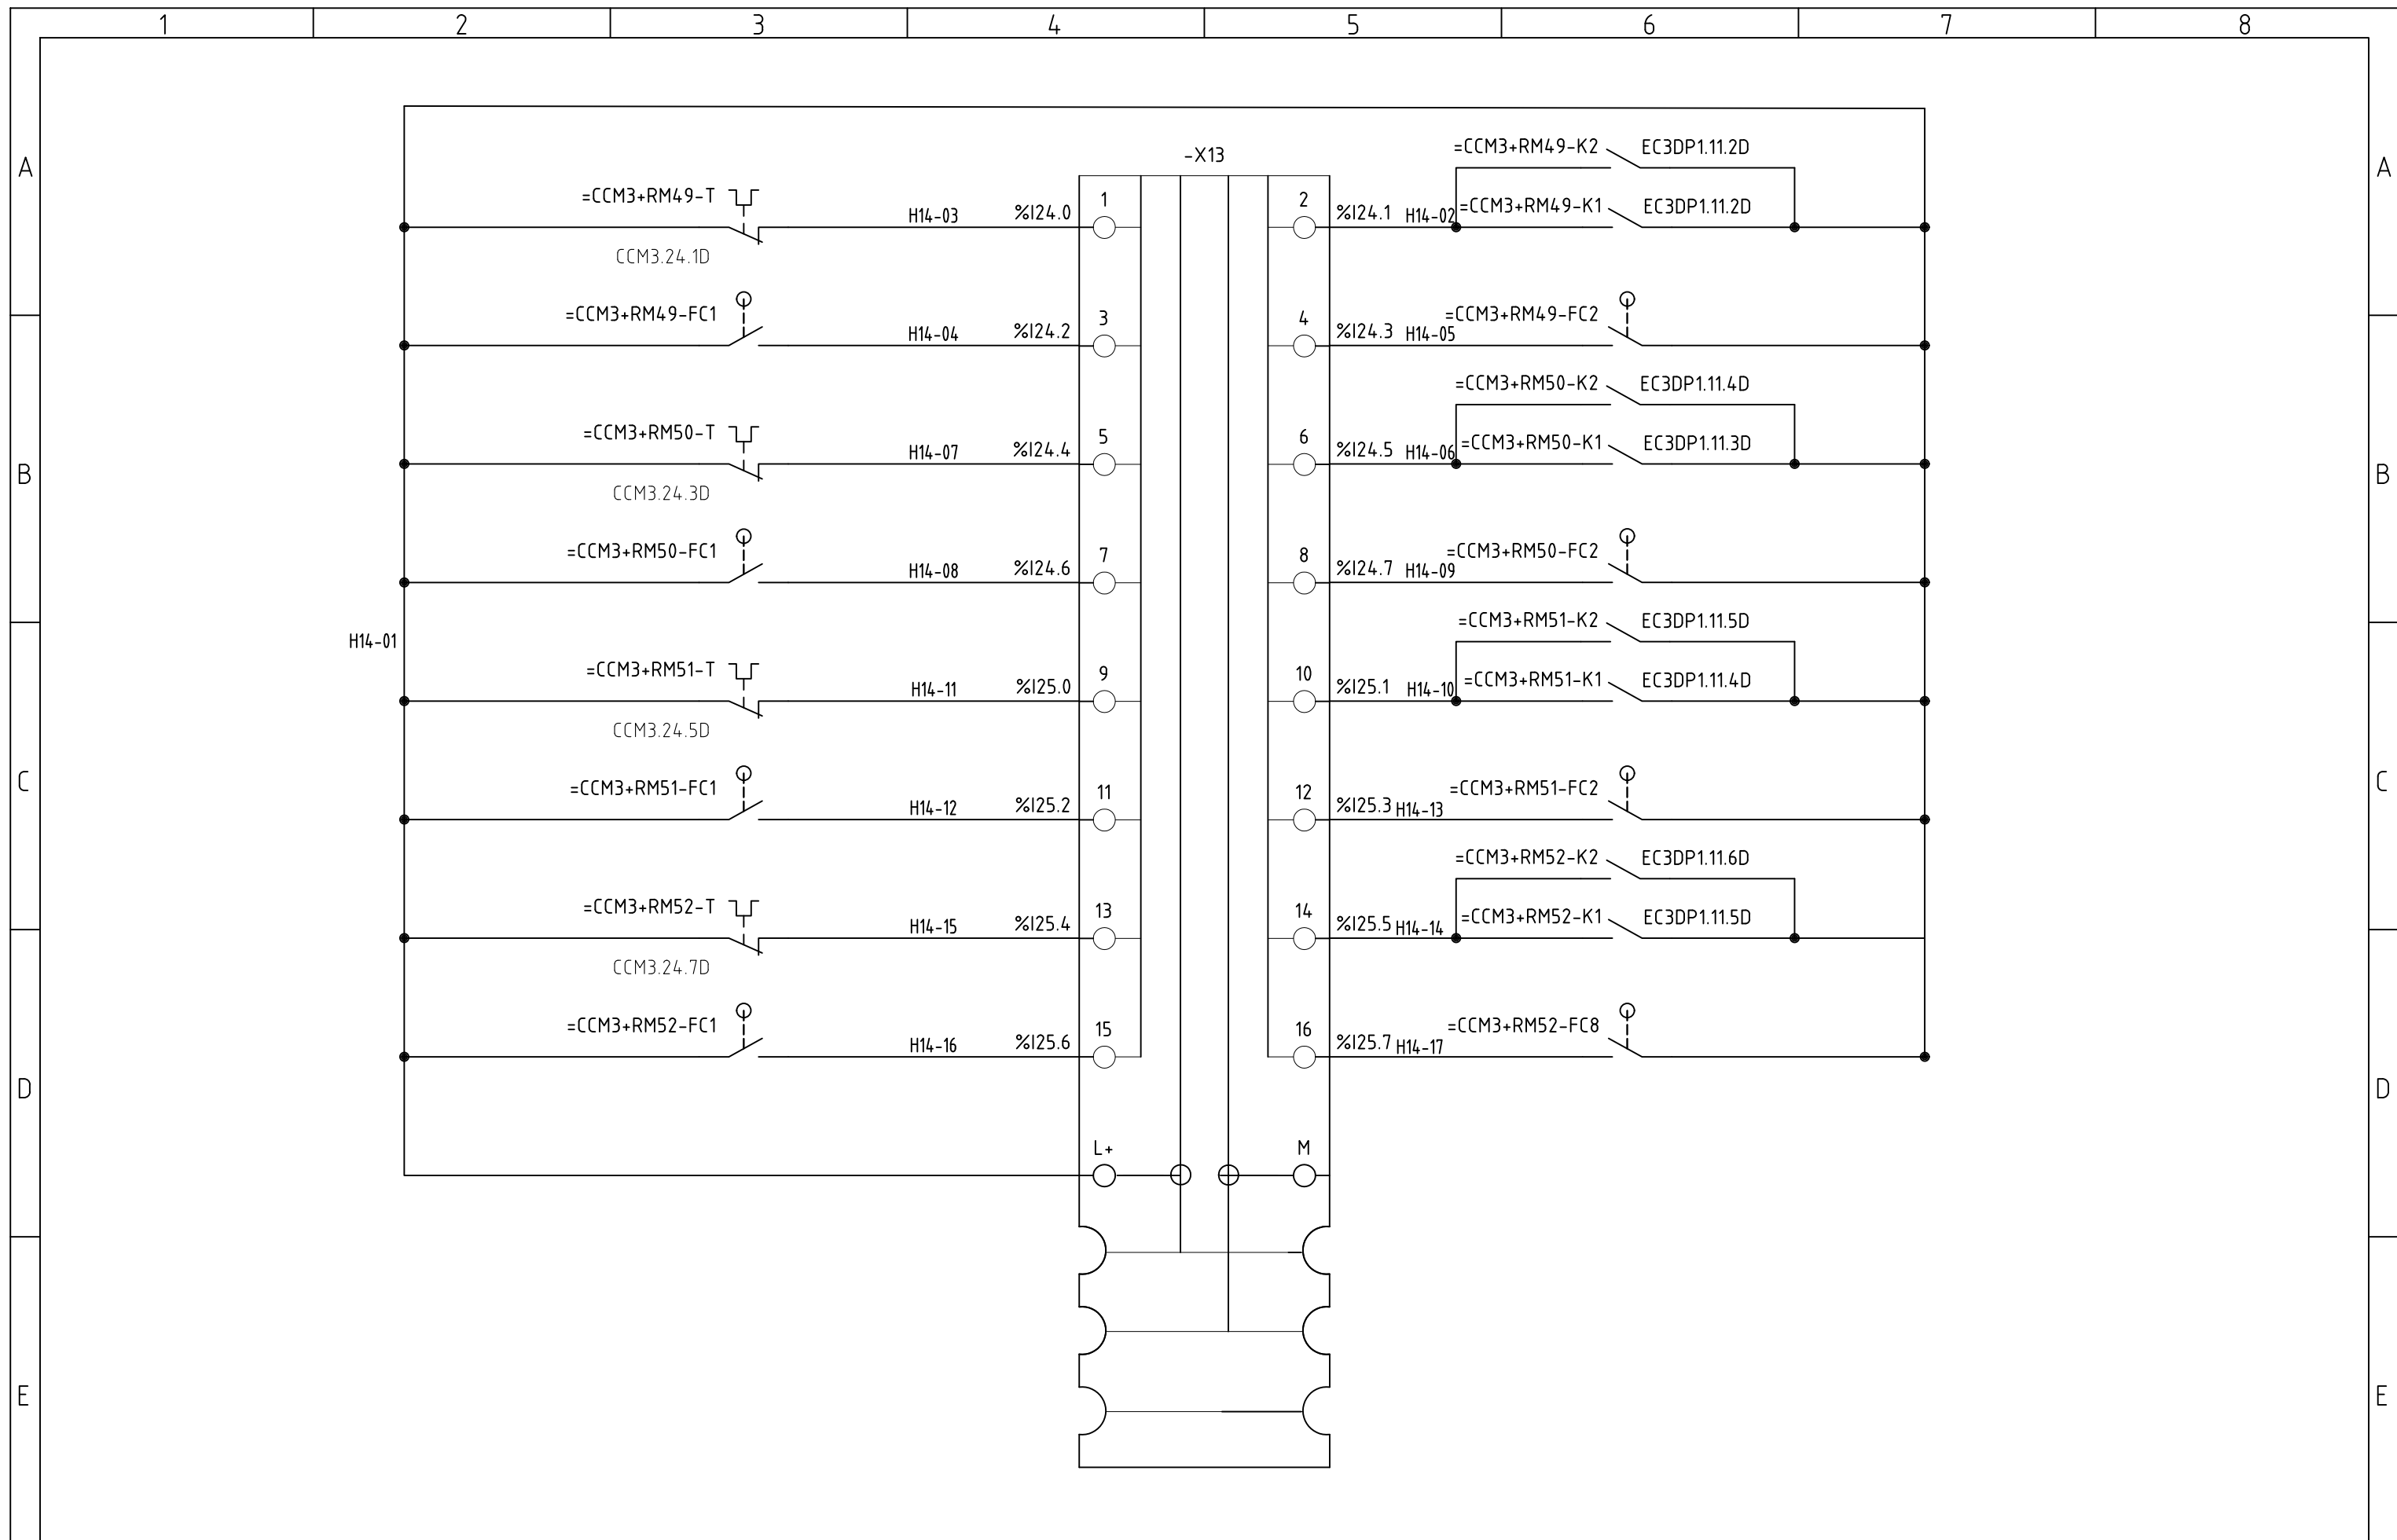 1 2 3 4 5 6 7 8
A A
-X13
=CCM3+RM49-K2 EC3DP1.11.2D
=CCM3+RM49-T H14-03 %I24.0 1 2 %I24.1 H14-02 =CCM3+RM49-K1 EC3DP1.11.2D
CCM3.24.1D
=CCM3+RM49-FC1 H14-04 %I24.2 3 4 %I24.3 H14-05 =CCM3+RM49-FC2
=CCM3+RM50-K2 EC3DP1.11.4D
=CCM3+RM50-T H14-07 %I24.4 5 6 %I24.5 H14-06 =CCM3+RM50-K1 EC3DP1.11.3D
B B
CCM3.24.3D
=CCM3+RM50-FC1 H14-08 %I24.6 7 8 %I24.7 H14-09 =CCM3+RM50-FC2
=CCM3+RM51-K2 EC3DP1.11.5D
H14-01
=CCM3+RM51-T H14-11 %I25.0 9 10 %I25.1 H14-10 =CCM3+RM51-K1 EC3DP1.11.4D
CCM3.24.5D
C C
=CCM3+RM51-FC1 H14-12 %I25.2 11 12 %I25.3 H14-13 =CCM3+RM51-FC2
=CCM3+RM52-K2 EC3DP1.11.6D
=CCM3+RM52-T H14-15 %I25.4 13 14 %I25.5 H14-14 =CCM3+RM52-K1 EC3DP1.11.5D
CCM3.24.7D
=CCM3+RM52-FC1 H14-16 %I25.6 15 16 %I25.7 H14-17 =CCM3+RM52-FC8
D D
L+ M
E E